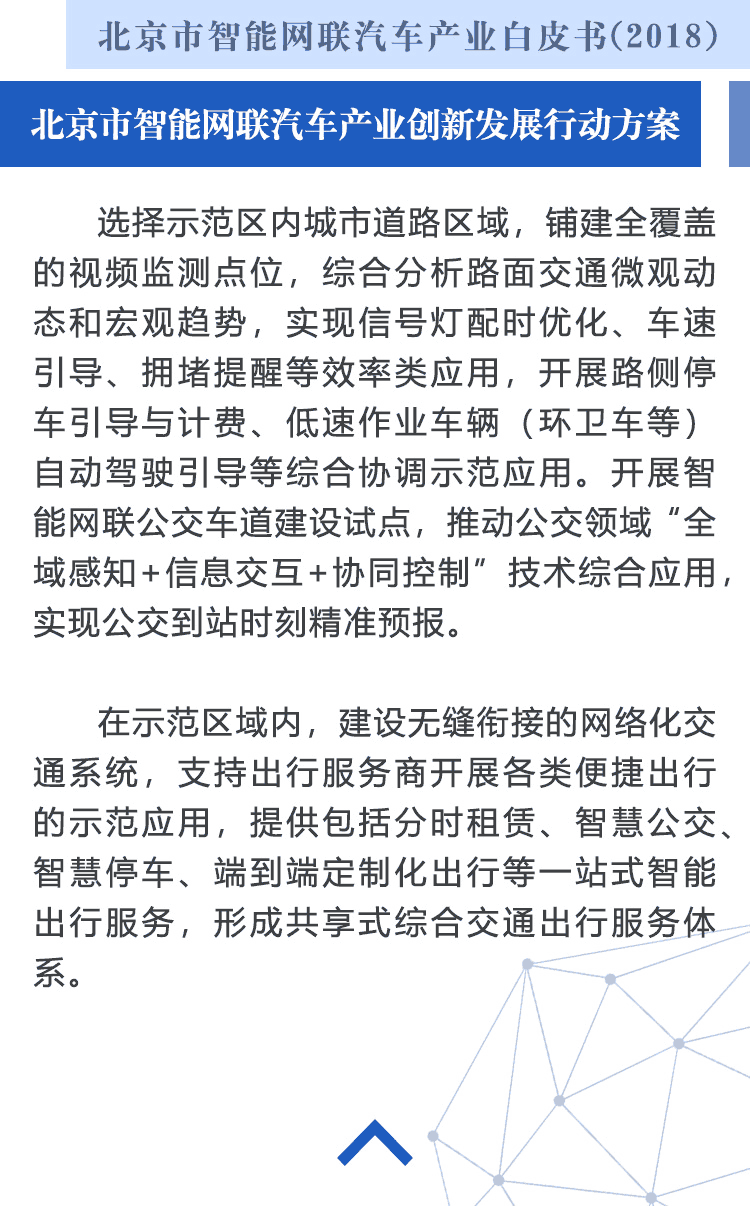 北京市智能网联汽车产业白皮书(2018)
北京市智能网联汽车产业创新发展行动方案
选择示范区内城市道路区域，铺建全覆盖
的视频监测点位，综合分析路面交通微观动
态和宏观趋势，实现信号灯配时优化、车速
引导、拥堵提醒等效率类应用，开展路侧停
车引导与计费、低速作业车辆（环卫车等）
自动驾驶引导等综合协调示范应用。开展智
能网联公交车道建设试点，推动公交领域“全
域感知+信息交互+协同控制”技术综合应用，
实现公交到站时刻精准预报。
在示范区域内，建设无缝衔接的网络化交
通系统，支持出行服务商开展各类便捷出行
的示范应用，提供包括分时租赁、智慧公交、
智慧停车、端到端定制化出行等一站式智能
出行服务，形成共享式综合交通出行服务体
系。